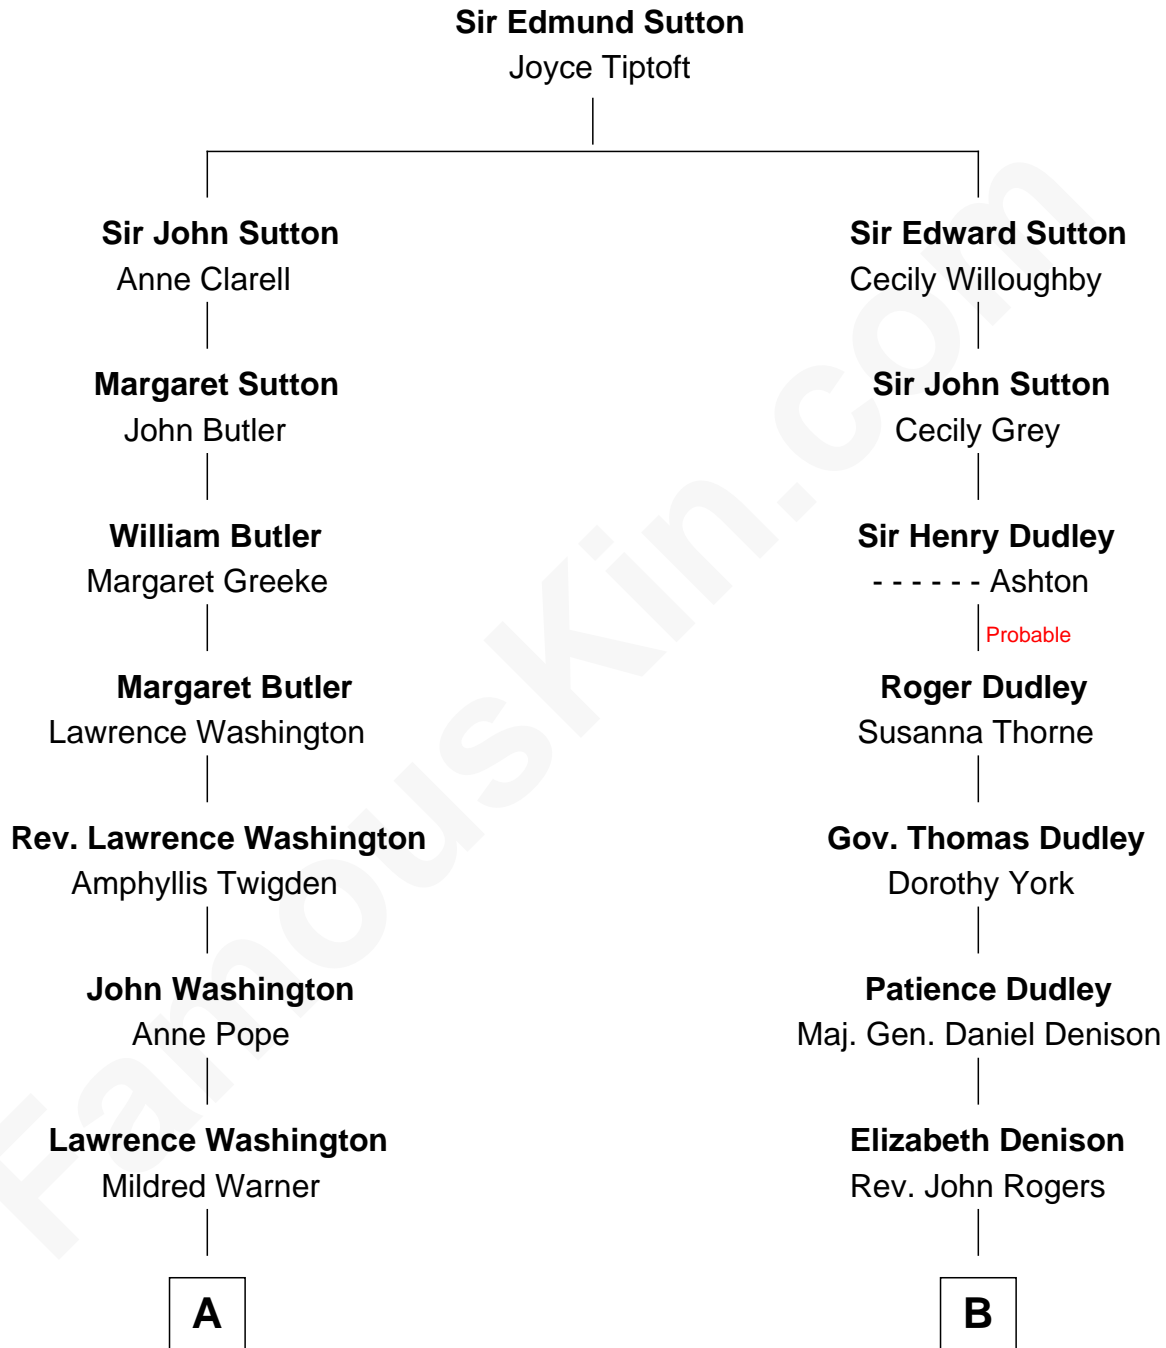 Sir Edmund Sutton
Joyce Tiptoft
Sir John Sutton
Anne Clarell
Sir Edward Sutton
Cecily Willoughby
Margaret Sutton
John Butler
Sir John Sutton
Cecily Grey
William Butler
Margaret Greeke
Sir Henry Dudley
- - - - - - Ashton
Probable
Margaret Butler
Lawrence Washington
Roger Dudley
Susanna Thorne
Rev. Lawrence Washington
Amphyllis Twigden
Gov. Thomas Dudley
Dorothy York
John Washington
Anne Pope
Patience Dudley
Maj. Gen. Daniel Denison
Lawrence Washington
Mildred Warner
Elizabeth Denison
Rev. John Rogers
A
B
FamousKin.com